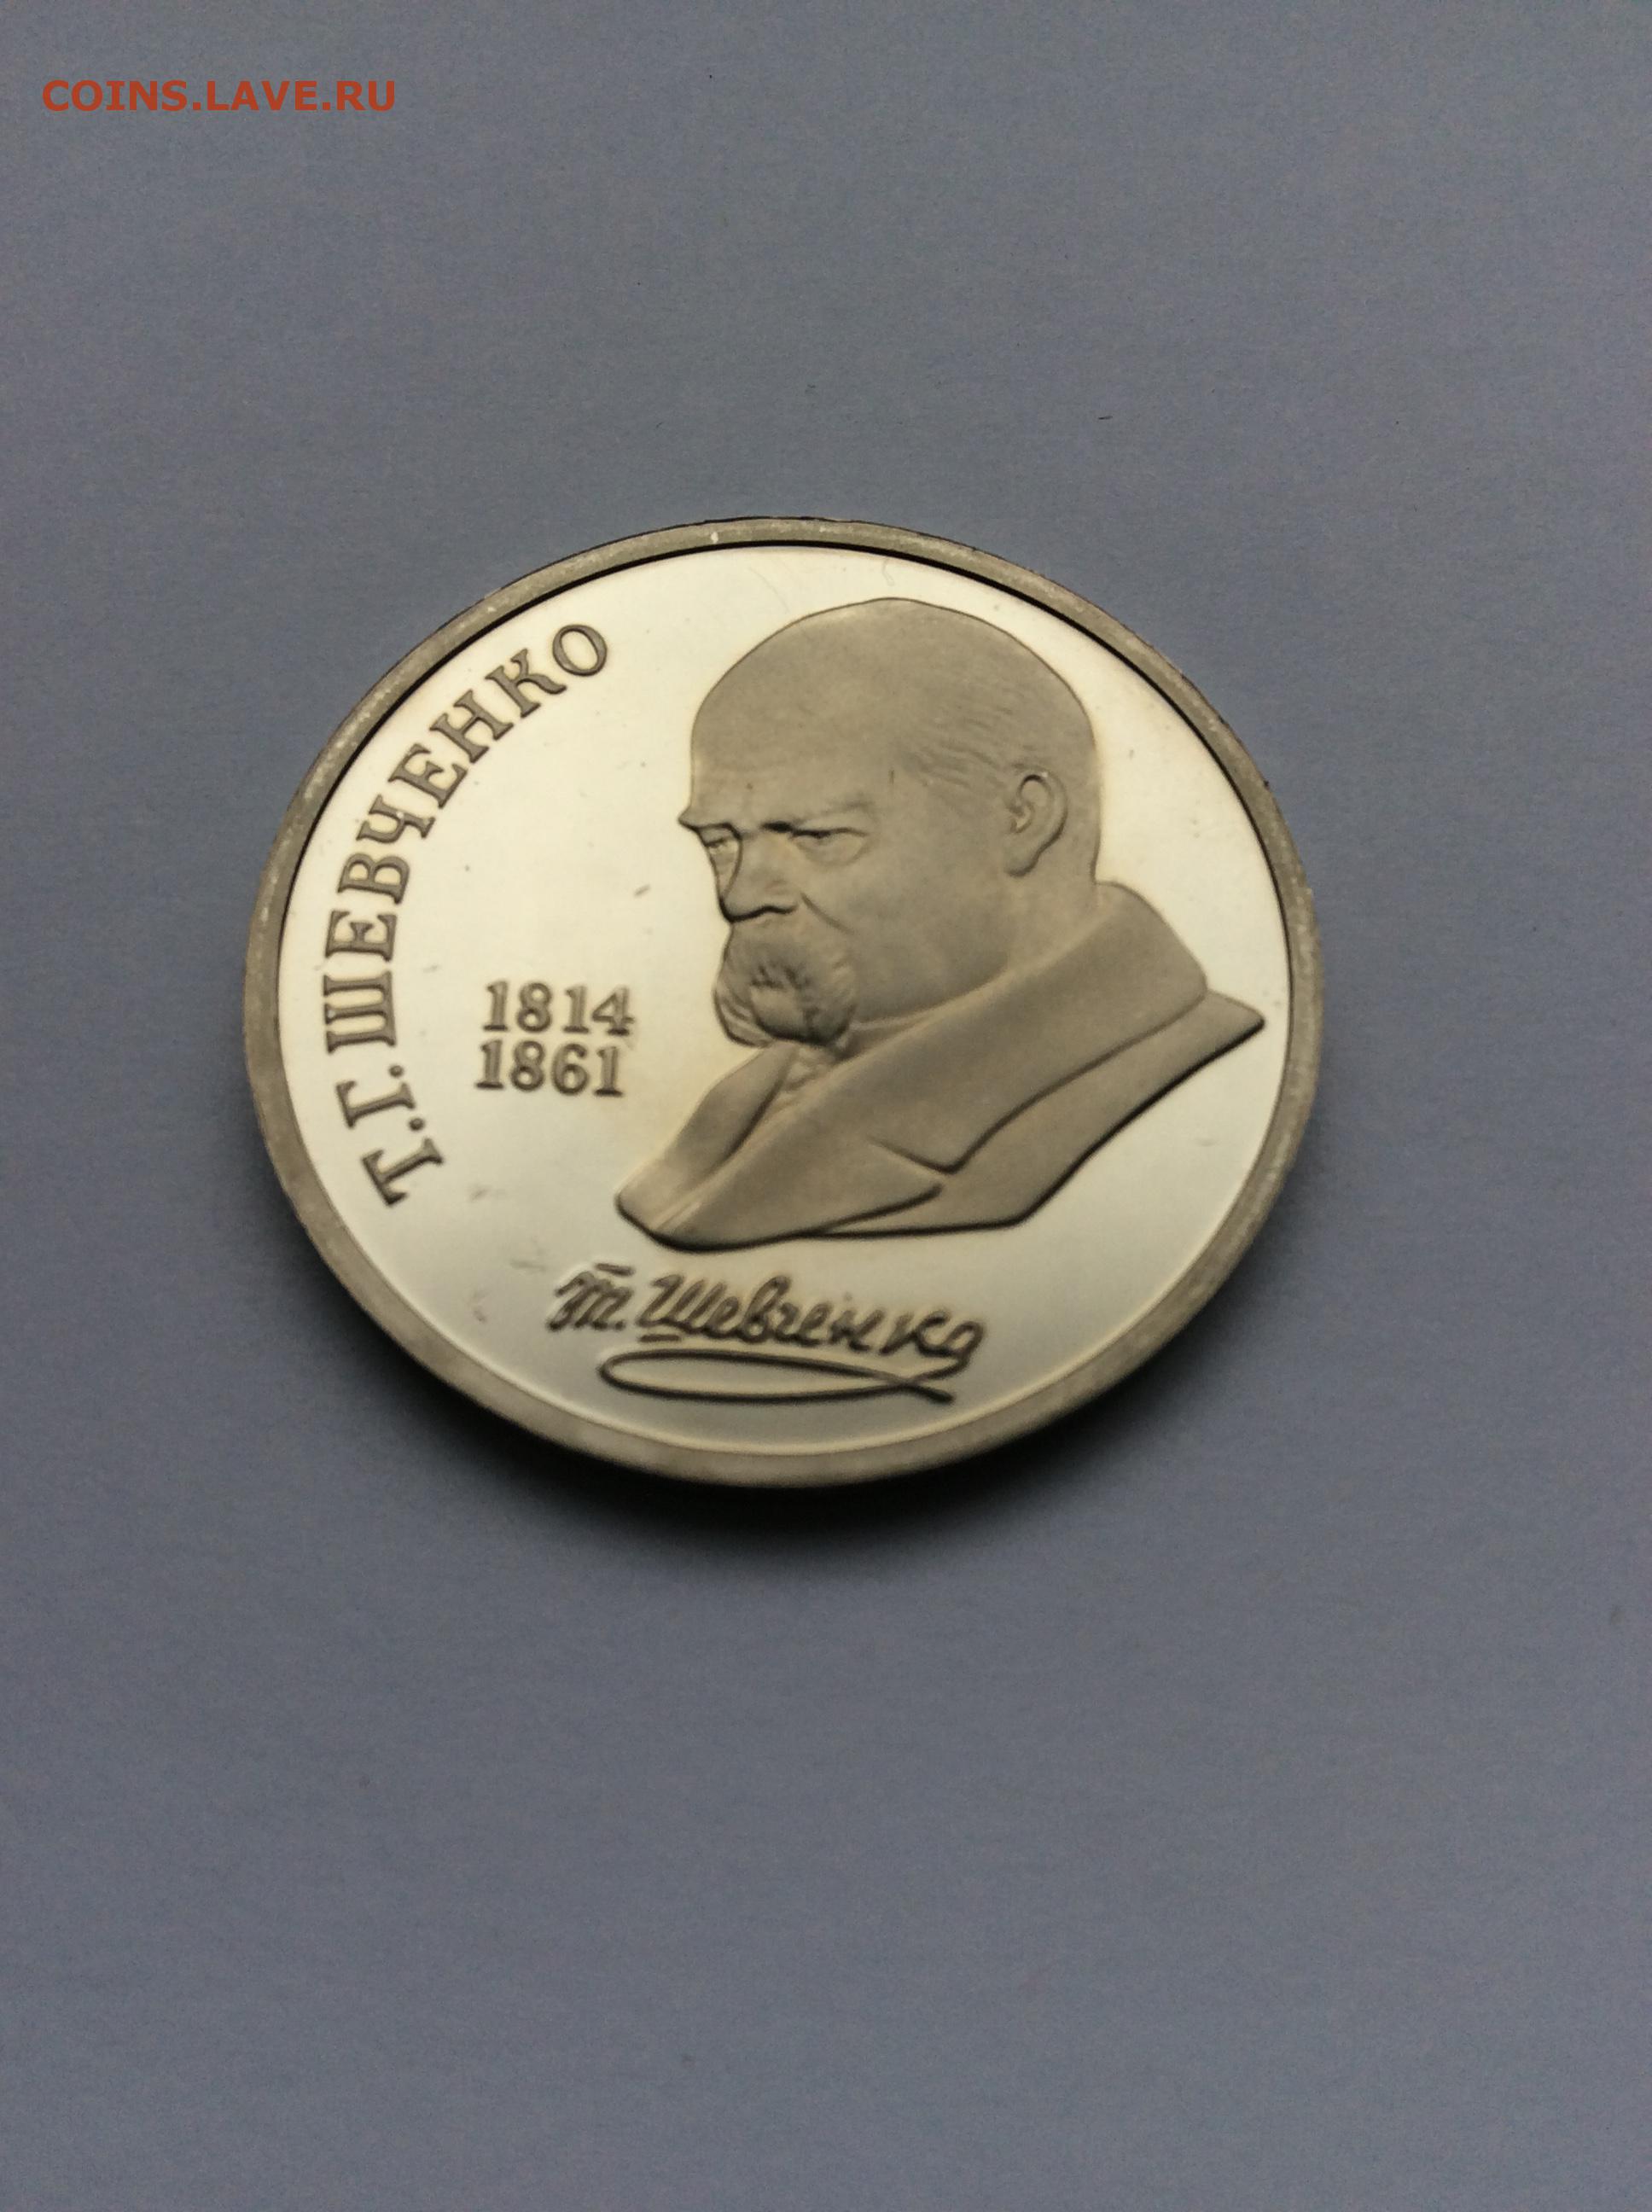 COINS.LAVE.RU
Т.Г.ШЕВЧЕНКО
1814
1861
Т. Шевченко